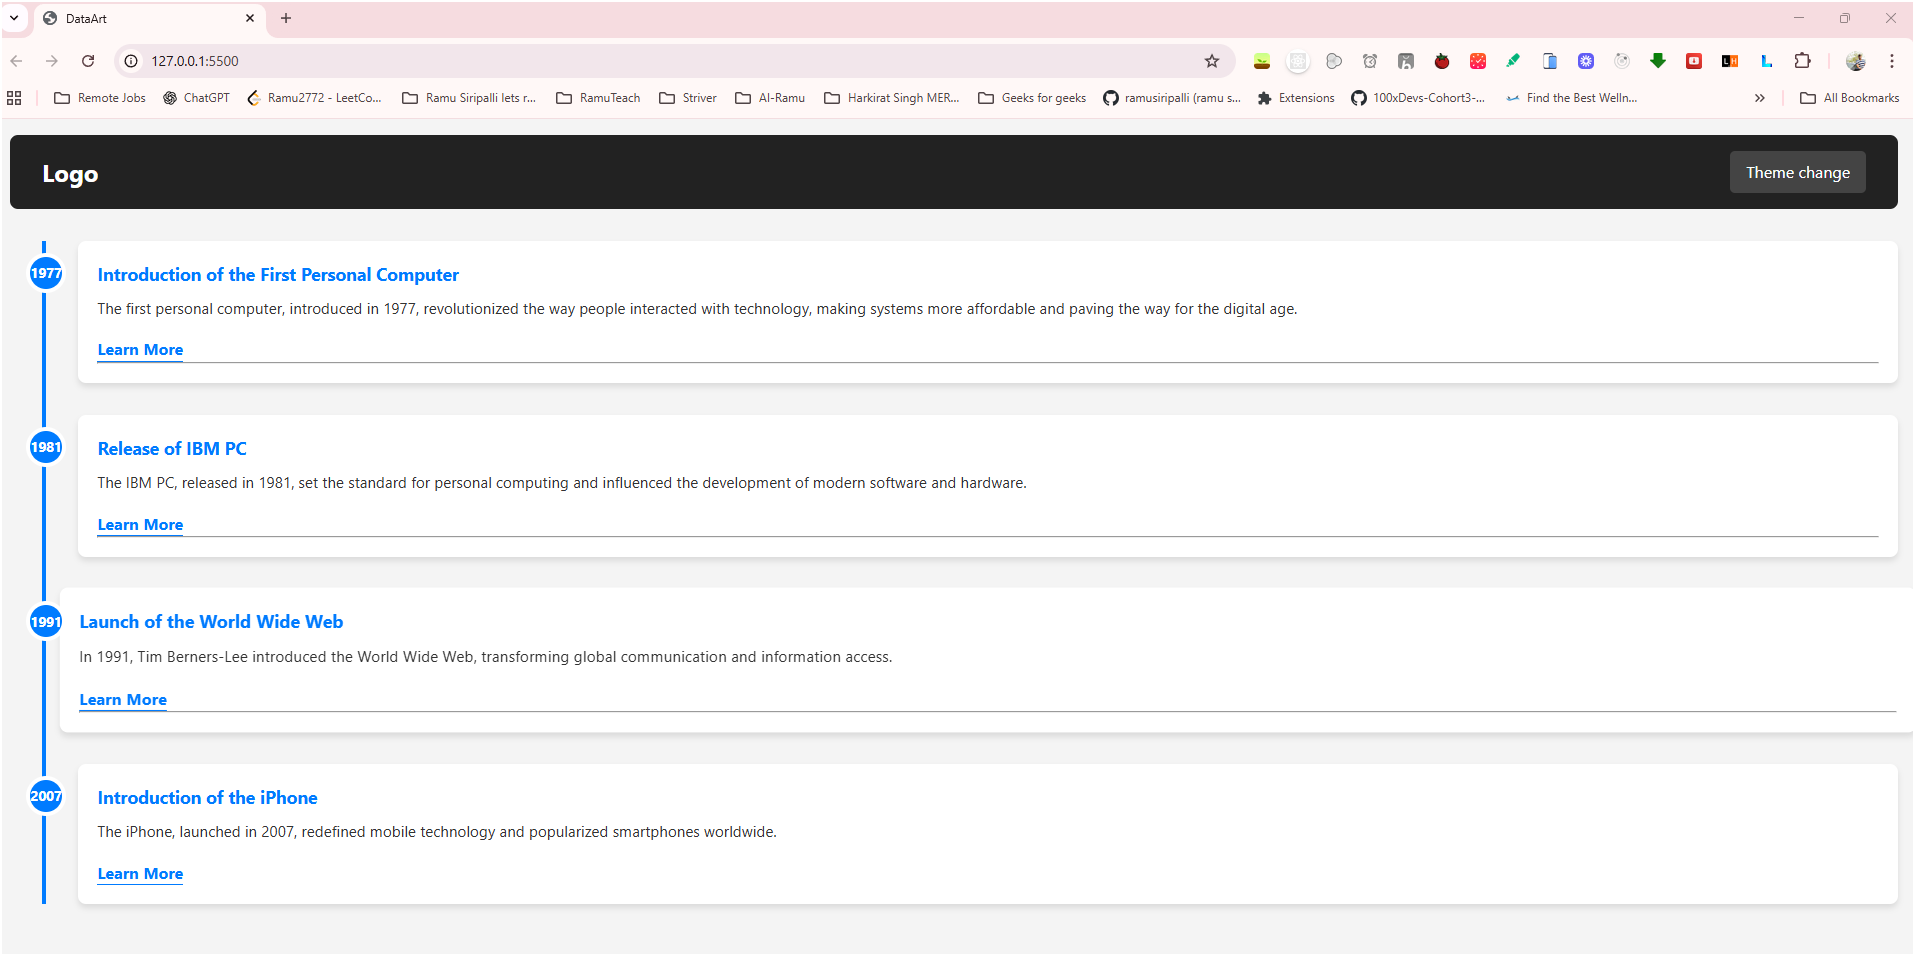 DataArt
127.0.0.1:5500
Remote Jobs ChatGPT Ramu2772 - LeetCo... Ramu Siripalli lets r... RamuTeach Striver AI-Ramu Harkirat Singh MER... Geeks for geeks ramusiripalli (ramu s... Extensions 100xDevs-Cohort3-... Find the Best Welln... All Bookmarks
Logo Theme change
1977 Introduction of the First Personal Computer
The first personal computer, introduced in 1977, revolutionized the way people interacted with technology, making systems more affordable and paving the way for the digital age.
Learn More
1981 Release of IBM PC
The IBM PC, released in 1981, set the standard for personal computing and influenced the development of modern software and hardware.
Learn More
1991 Launch of the World Wide Web
In 1991, Tim Berners-Lee introduced the World Wide Web, transforming global communication and information access.
Learn More
2007 Introduction of the iPhone
The iPhone, launched in 2007, redefined mobile technology and popularized smartphones worldwide.
Learn More